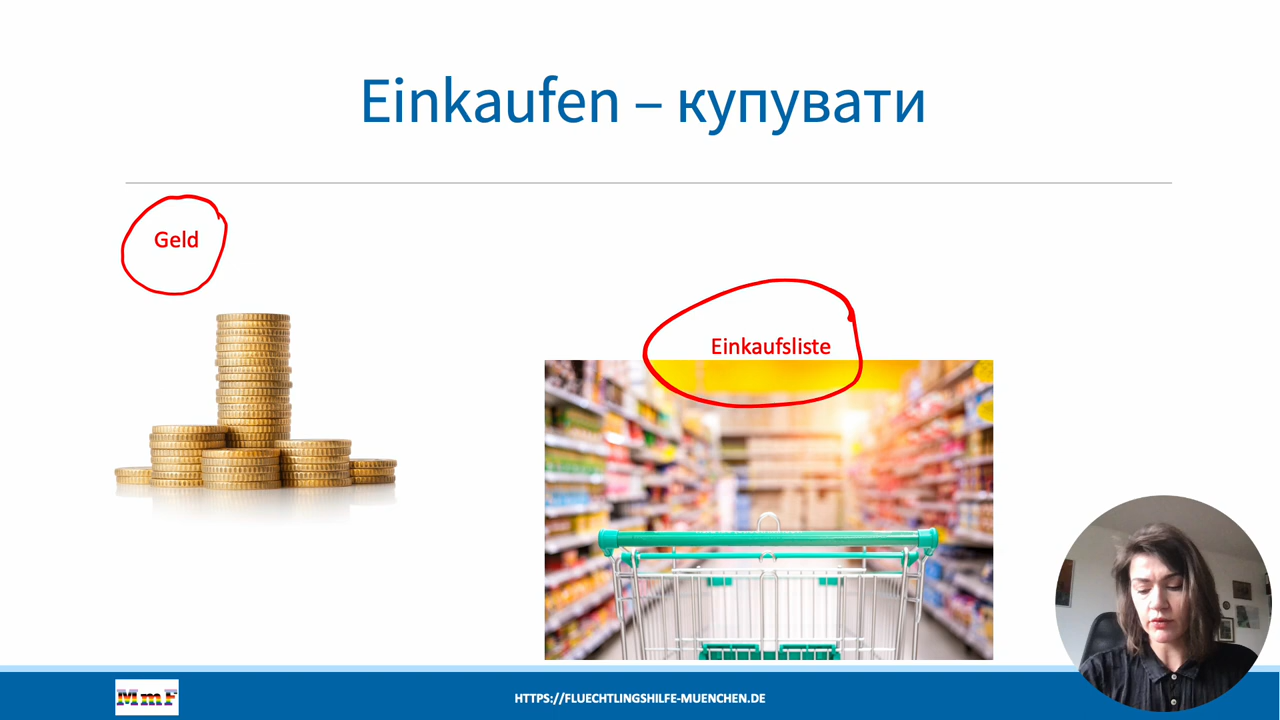 Einkaufen – купувати
Geld
Einkaufsliste
MmF
HTTPS://FLUECHTLINGSHILFE-MUENCHEN.DE